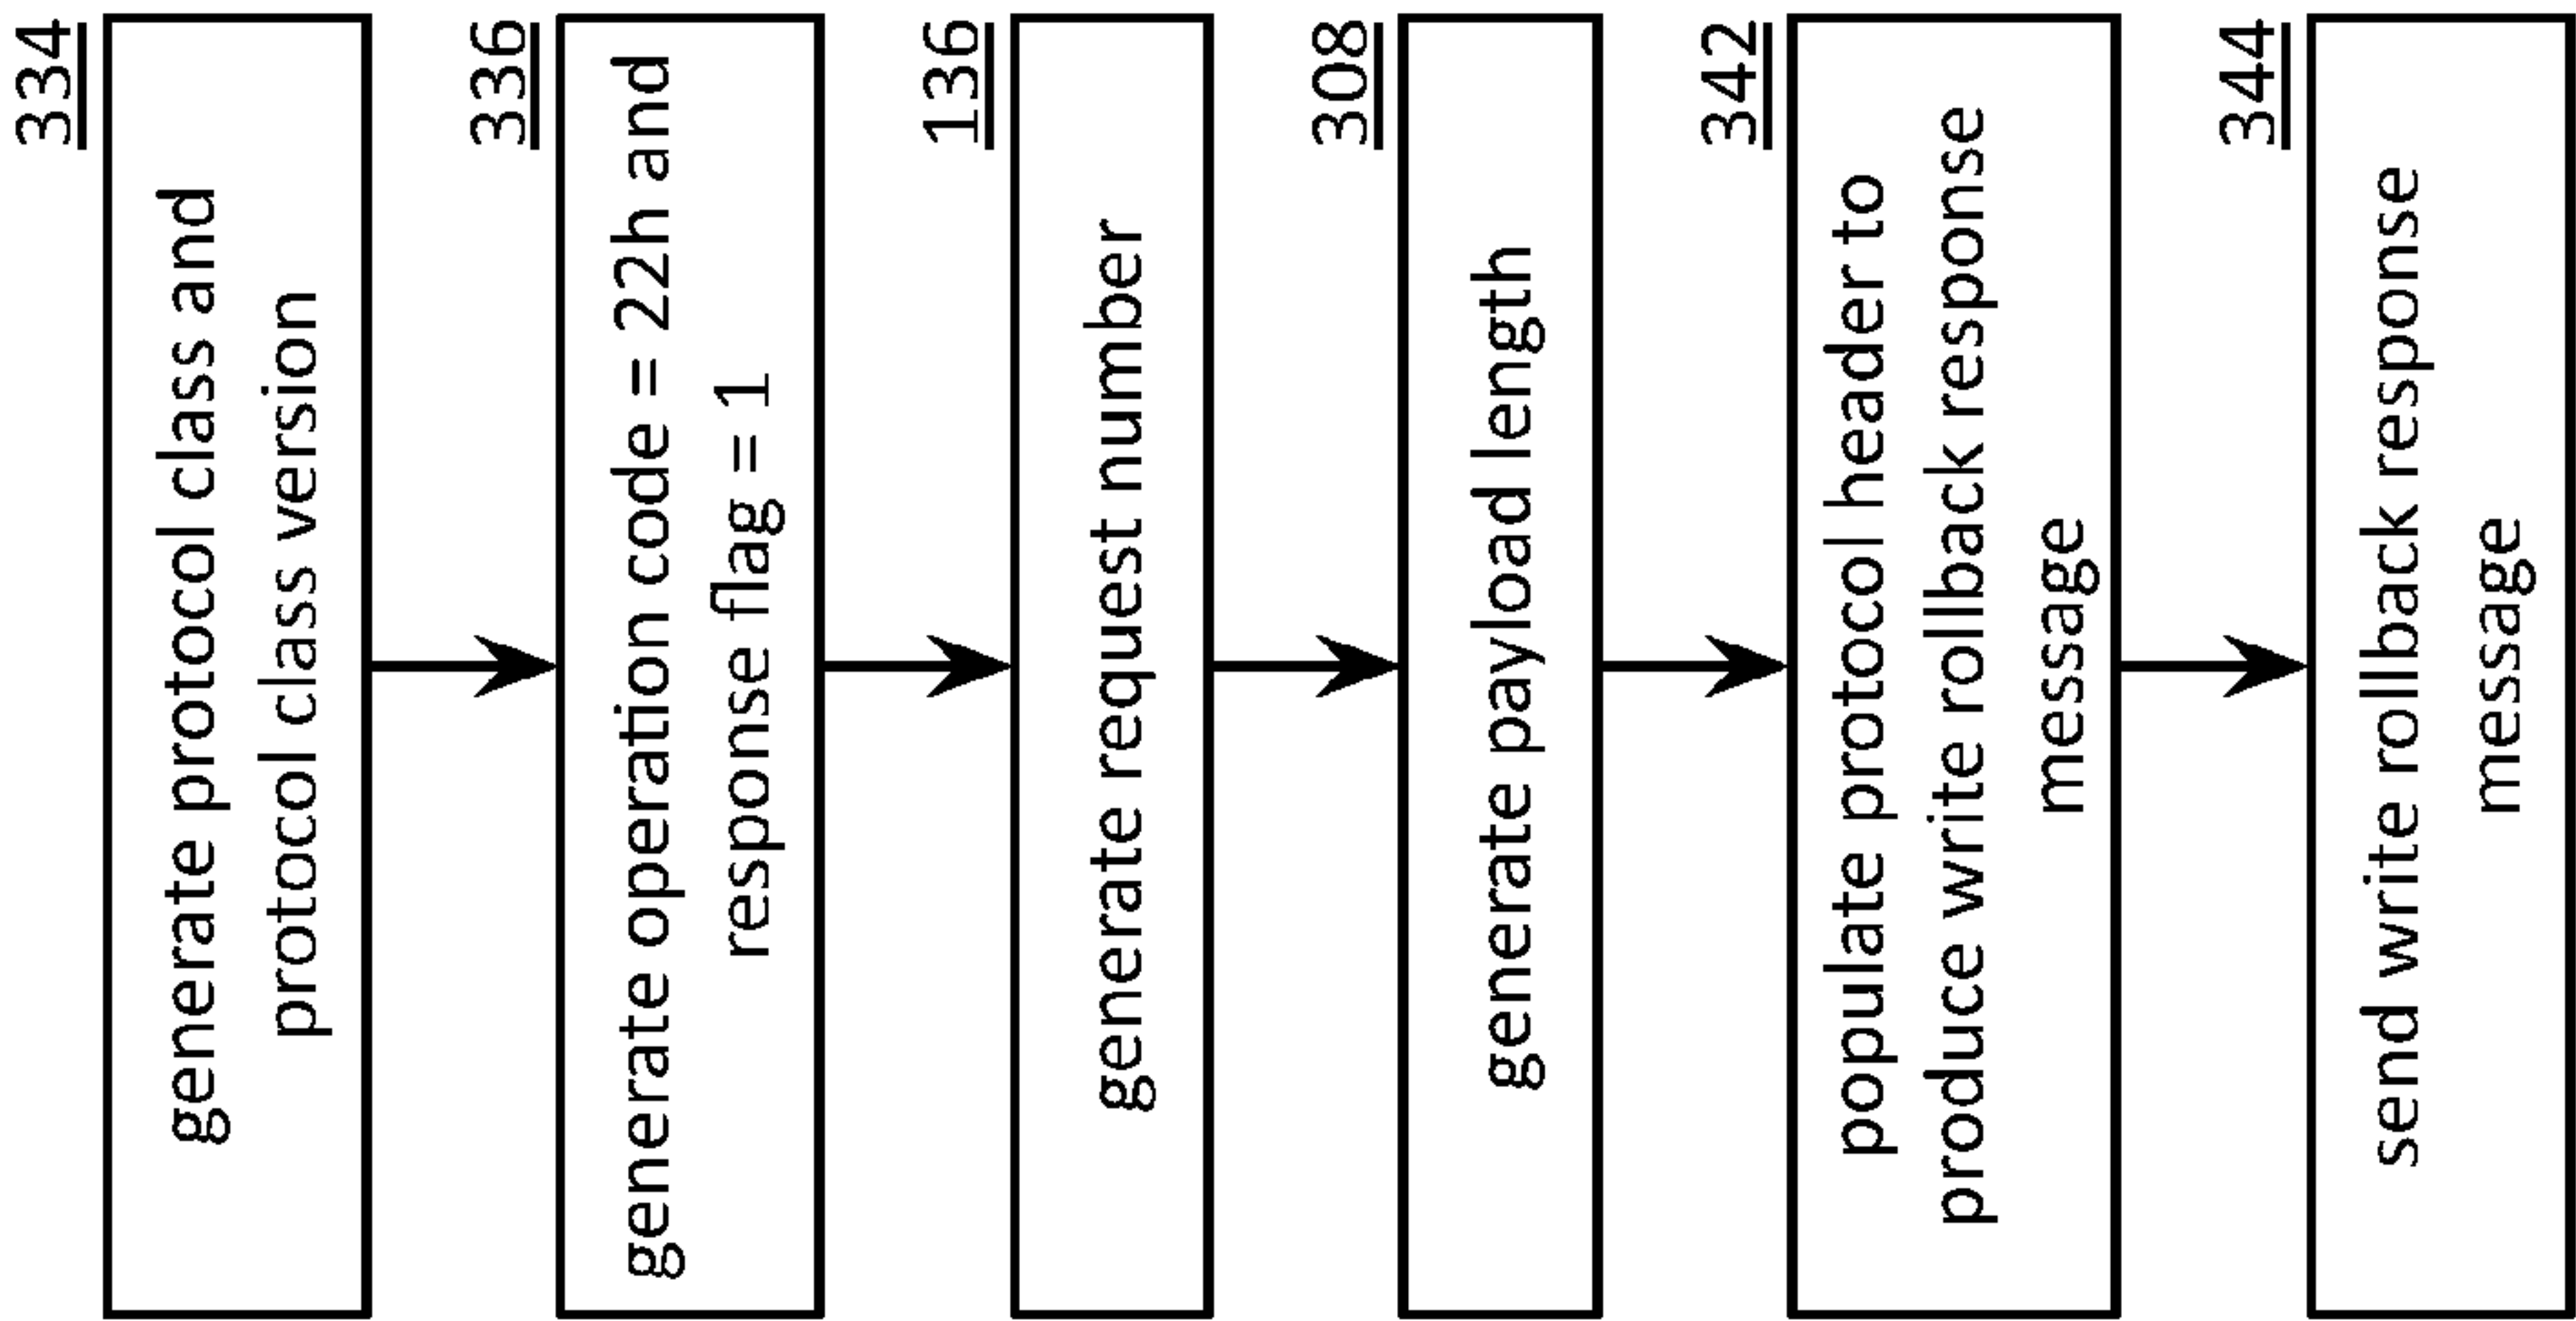 334
generate protocol class and
protocol class version
336
generate operation code = 22h and
response flag = 1
136
generate request number
308
generate payload length
342
populate protocol header to
produce write rollback response
message
344
send write rollback response
message